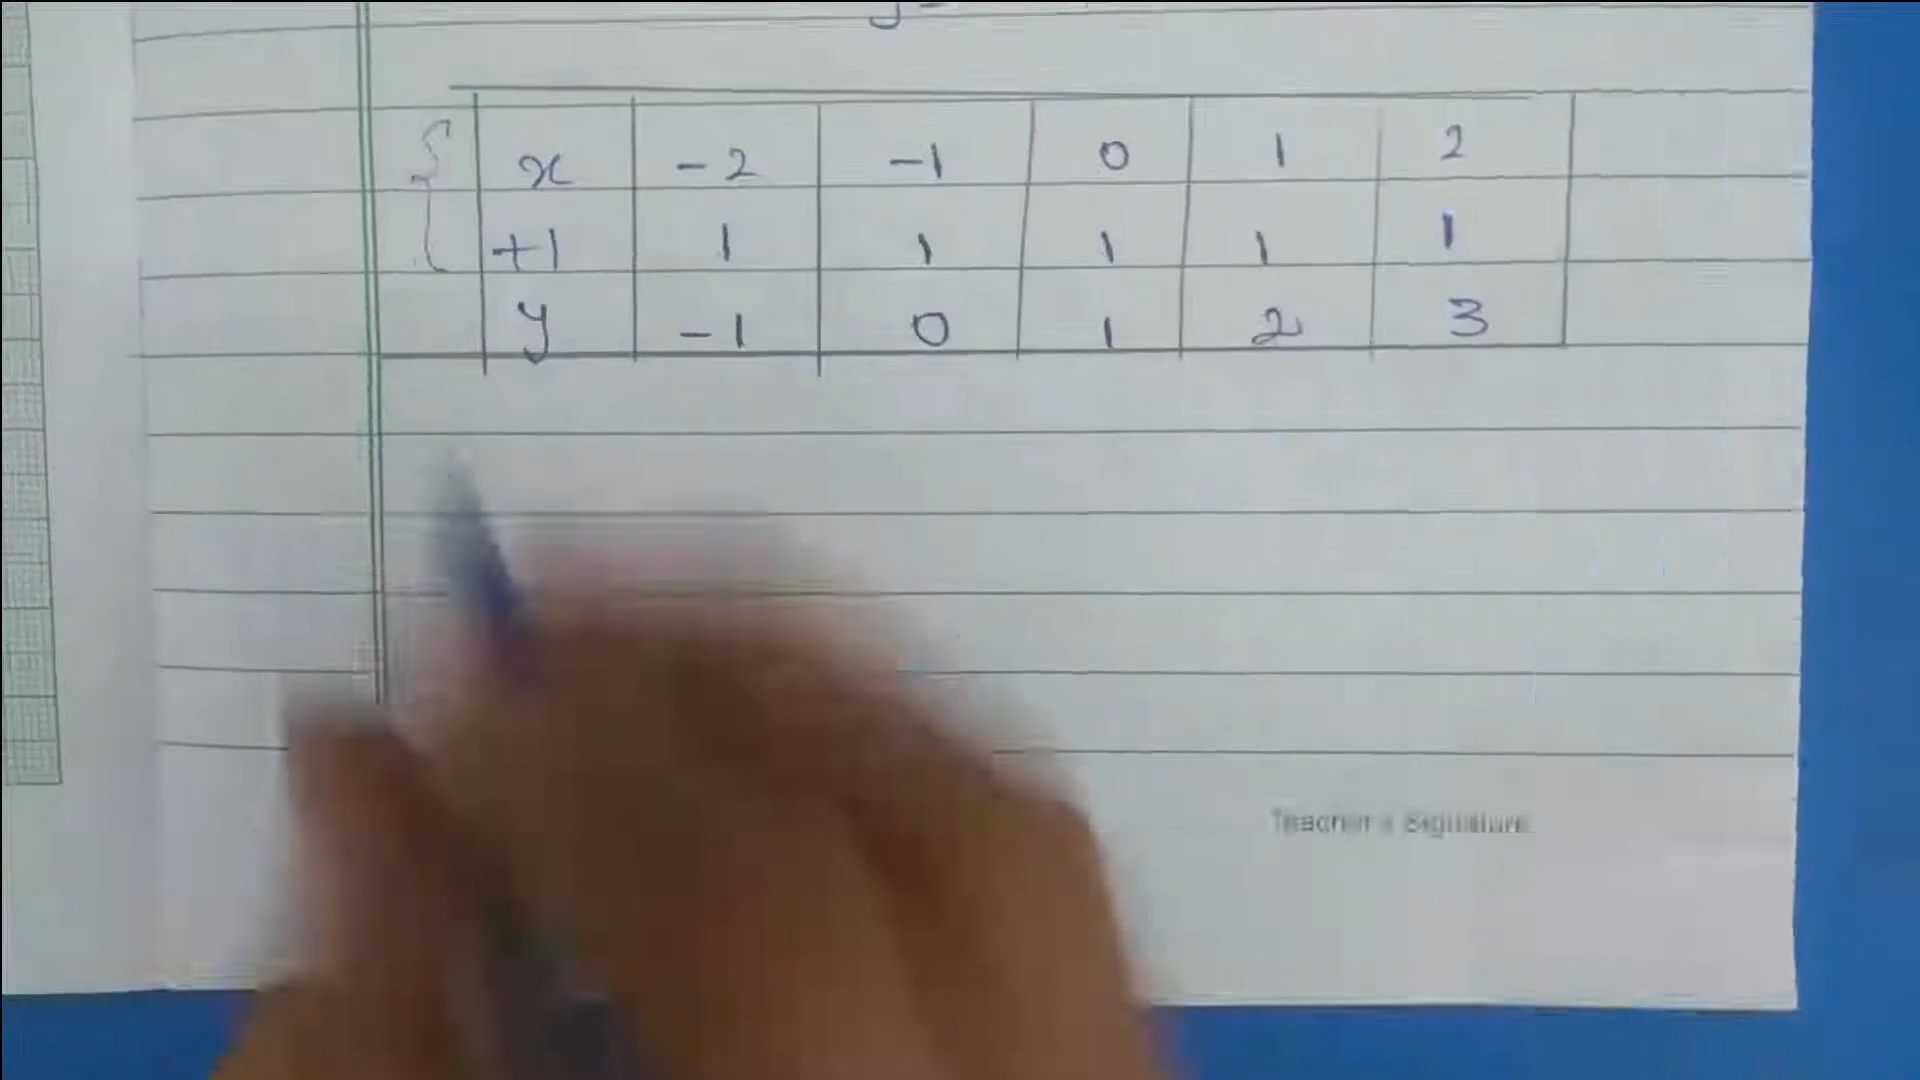 x -2 -1 0 1 2
+1 1 1 1 1 1
y -1 0 1 2 3
Teacher's Signature